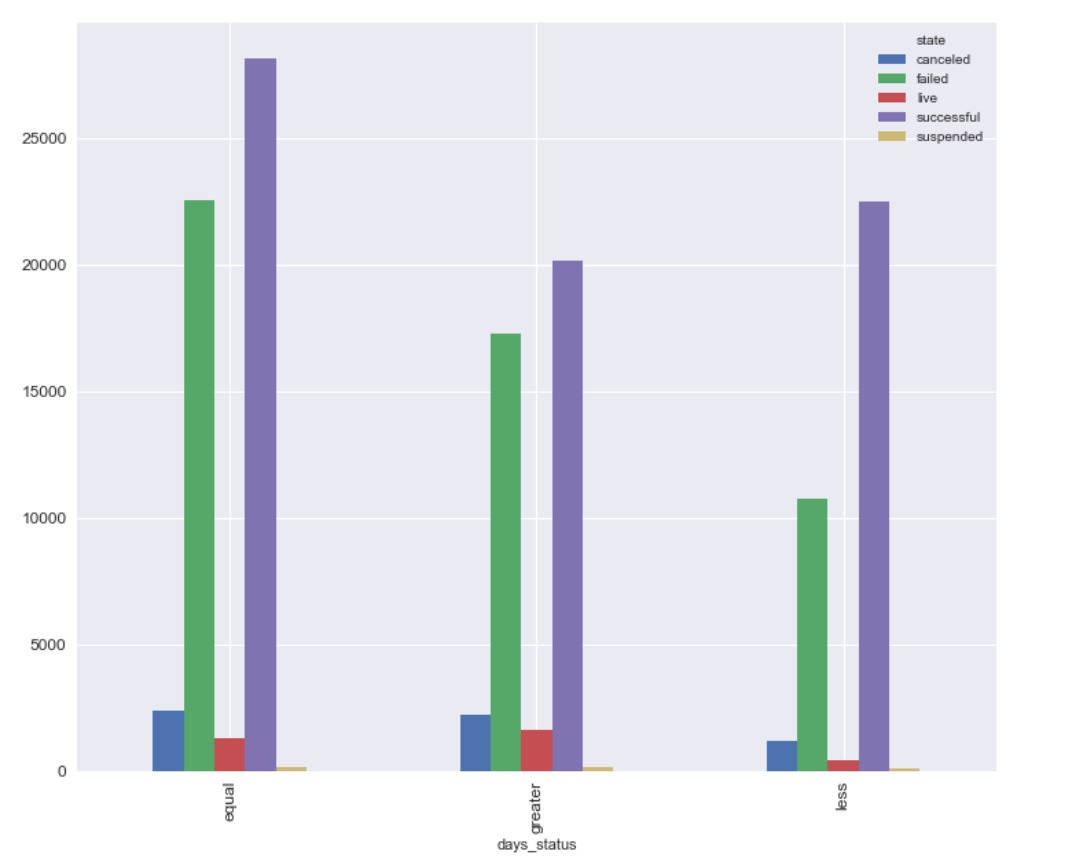 state
canceled
failed
live
successful
suspended
25000
20000
15000
10000
5000
0
equal
greater
less
days_status